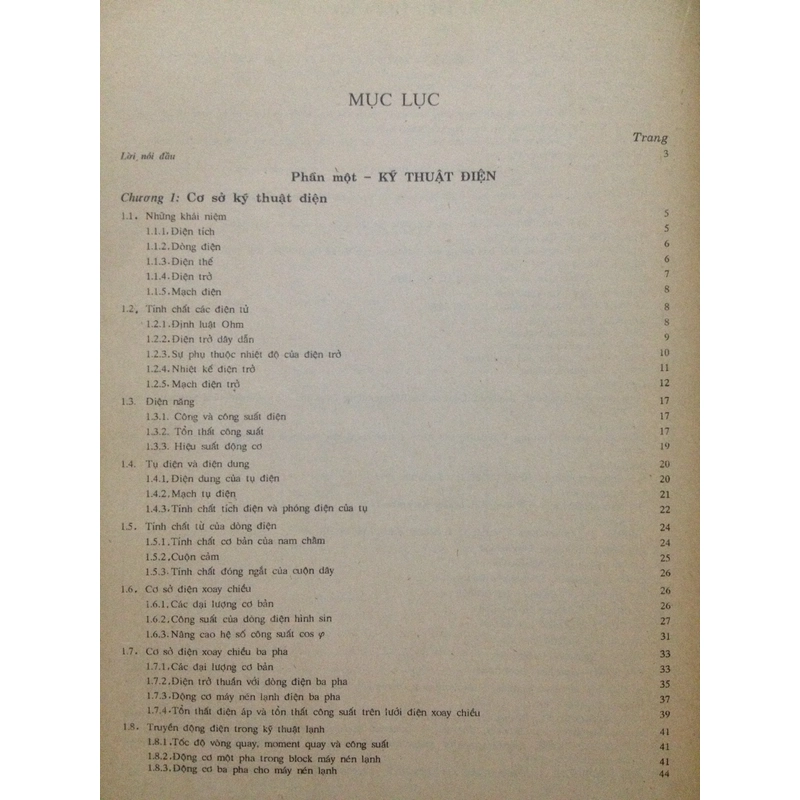 MỤC LỤC
Trang
Lời nói đầu 3
Phần một - KỸ THUẬT ĐIỆN
Chương 1: Cơ sở kỹ thuật điện
1.1. Những khái niệm 5
1.1.1. Điện tích 5
1.1.2. Dòng điện 6
1.1.3. Điện thế 6
1.1.4. Điện trở 7
1.1.5. Mạch điện 8
1.2. Tính chất các điện tử 8
1.2.1. Định luật Ohm 8
1.2.2. Điện trở dây dẫn 9
1.2.3. Sự phụ thuộc nhiệt độ của điện trở 10
1.2.4. Nhiệt kế điện trở 11
1.2.5. Mạch điện trở 12
1.3. Điện năng 17
1.3.1. Công và công suất điện 17
1.3.2. Tổn thất công suất 17
1.3.3. Hiệu suất động cơ 19
1.4. Tụ điện và điện dung 20
1.4.1. Điện dung của tụ điện 20
1.4.2. Mạch tụ điện 21
1.4.3. Tính chất tích điện và phóng điện của tụ 22
1.5. Tính chất từ của dòng điện 24
1.5.1. Tính chất cơ bản của nam châm 24
1.5.2. Cuộn cảm 25
1.5.3. Tính chất đóng ngắt của cuộn dây 26
1.6. Cơ sở điện xoay chiều 26
1.6.1. Các đại lượng cơ bản 26
1.6.2. Công suất của dòng điện hình sin 27
1.6.3. Nâng cao hệ số công suất cos φ 31
1.7. Cơ sở điện xoay chiều ba pha 33
1.7.1. Các đại lượng cơ bản 33
1.7.2. Điện trở thuần với dòng điện ba pha 35
1.7.3. Động cơ máy nén lạnh điện ba pha 37
1.7.4. Tổn thất điện áp và tổn thất công suất trên lưới điện xoay chiều 39
1.8. Truyền động điện trong kỹ thuật lạnh 41
1.8.1. Tốc độ vòng quay, moment quay và công suất 41
1.8.2. Động cơ một pha trong block máy nén lạnh 41
1.8.3. Động cơ ba pha cho máy nén lạnh 44